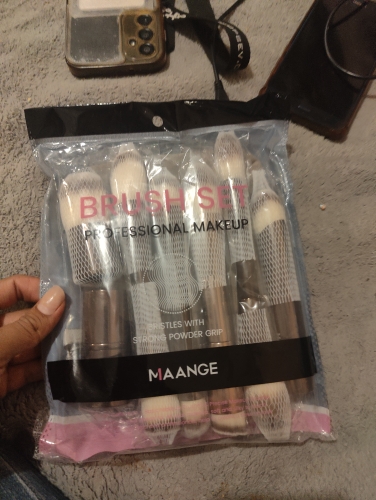 BRUSH SET
PROFESSIONAL MAKEUP
BRISTLES WITH
STRONG POWDER GRIP
MAANGE